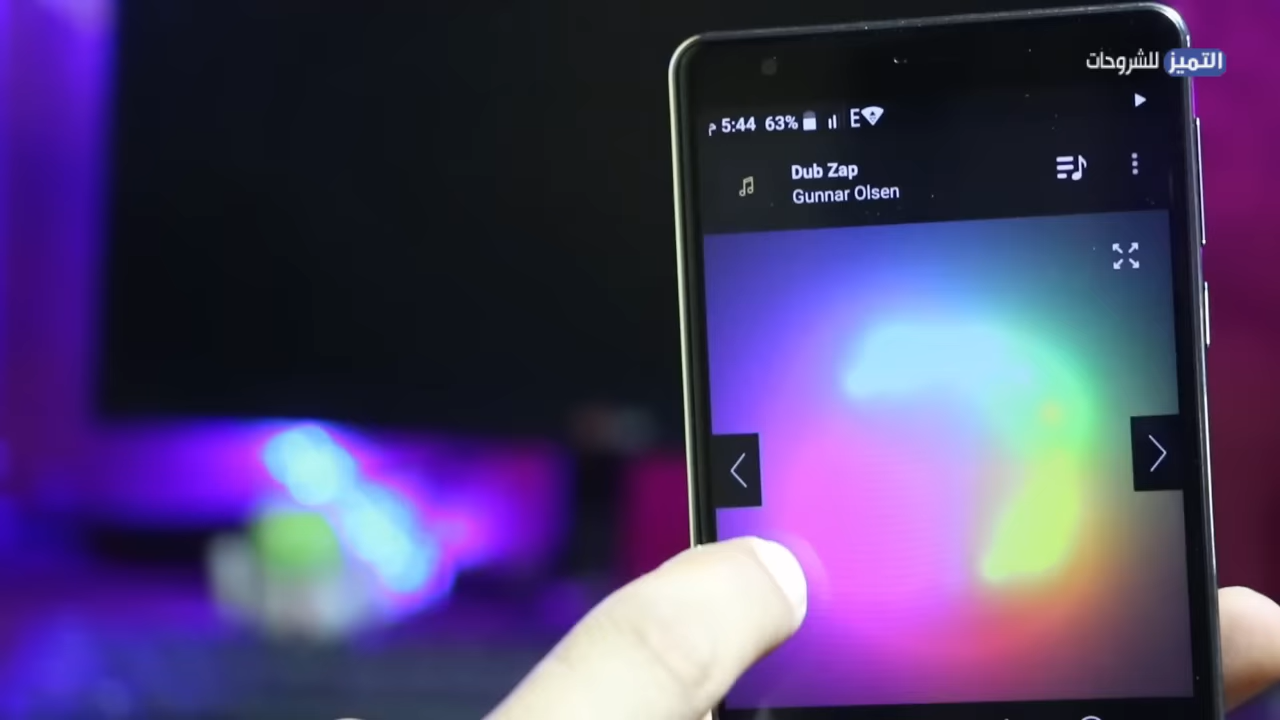 التميز للشروحات
م 5:44 63% E
Dub Zap
Gunnar Olsen